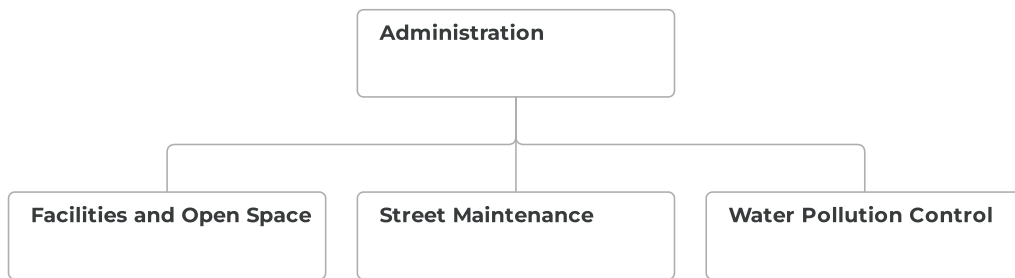 Administration
Facilities and Open Space
Street Maintenance
Water Pollution Control